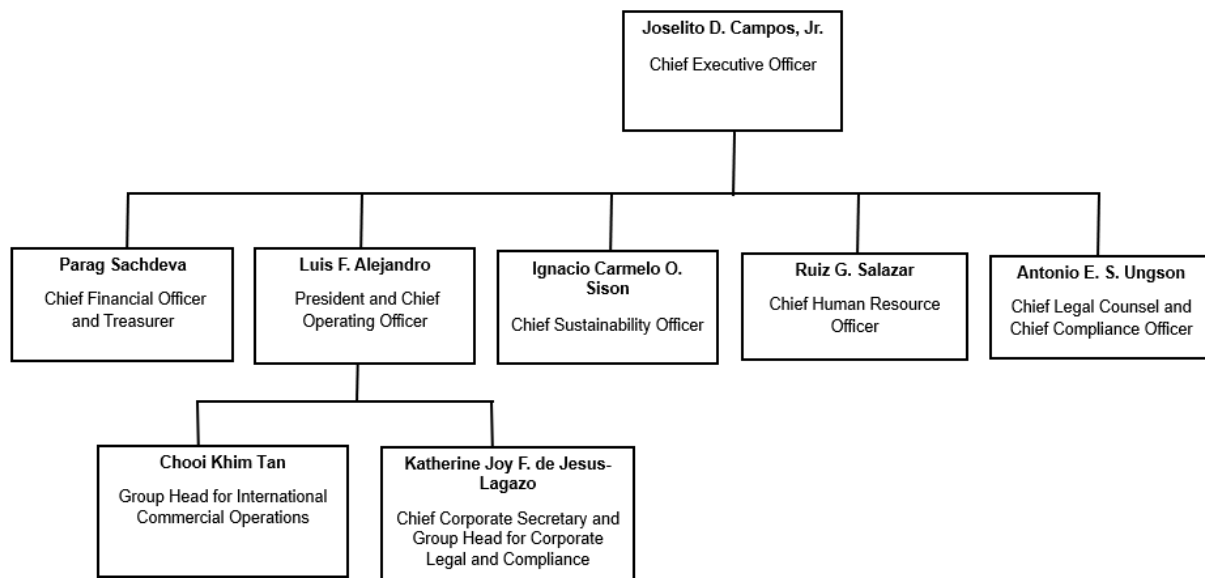 Joselito D. Campos, Jr.
Chief Executive Officer
Parag Sachdeva
Chief Financial Officer
and Treasurer
Luis F. Alejandro
President and Chief
Operating Officer
Ignacio Carmelo O.
Sison
Chief Sustainability Officer
Ruiz G. Salazar
Chief Human Resource
Officer
Antonio E. S. Ungson
Chief Legal Counsel and
Chief Compliance Officer
Chooi Khim Tan
Group Head for International
Commercial Operations
Katherine Joy F. de Jesus-
Lagazo
Chief Corporate Secretary and
Group Head for Corporate
Legal and Compliance